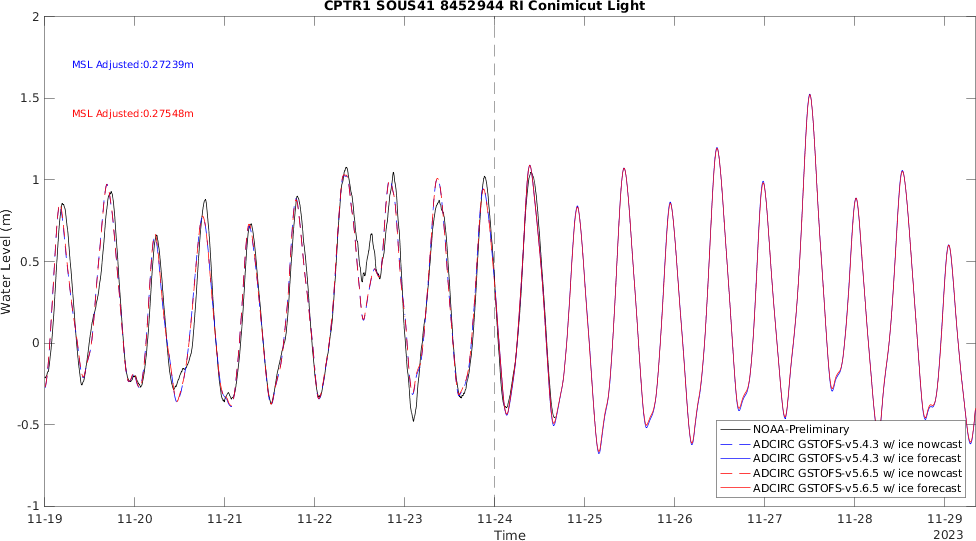 CPTR1 SOUS41 8452944 RI Conimicut Light
2
1.5
1
0.5
0
-0.5
-1
Water Level (m)
MSL Adjusted:0.27239m
MSL Adjusted:0.27548m
NOAA-Preliminary
ADCIRC GSTOFS-v5.4.3 w/ ice nowcast
ADCIRC GSTOFS-v5.4.3 w/ ice forecast
ADCIRC GSTOFS-v5.6.5 w/ ice nowcast
ADCIRC GSTOFS-v5.6.5 w/ ice forecast
11-19 11-20 11-21 11-22 11-23 11-24 11-25 11-26 11-27 11-28 11-29
Time
2023